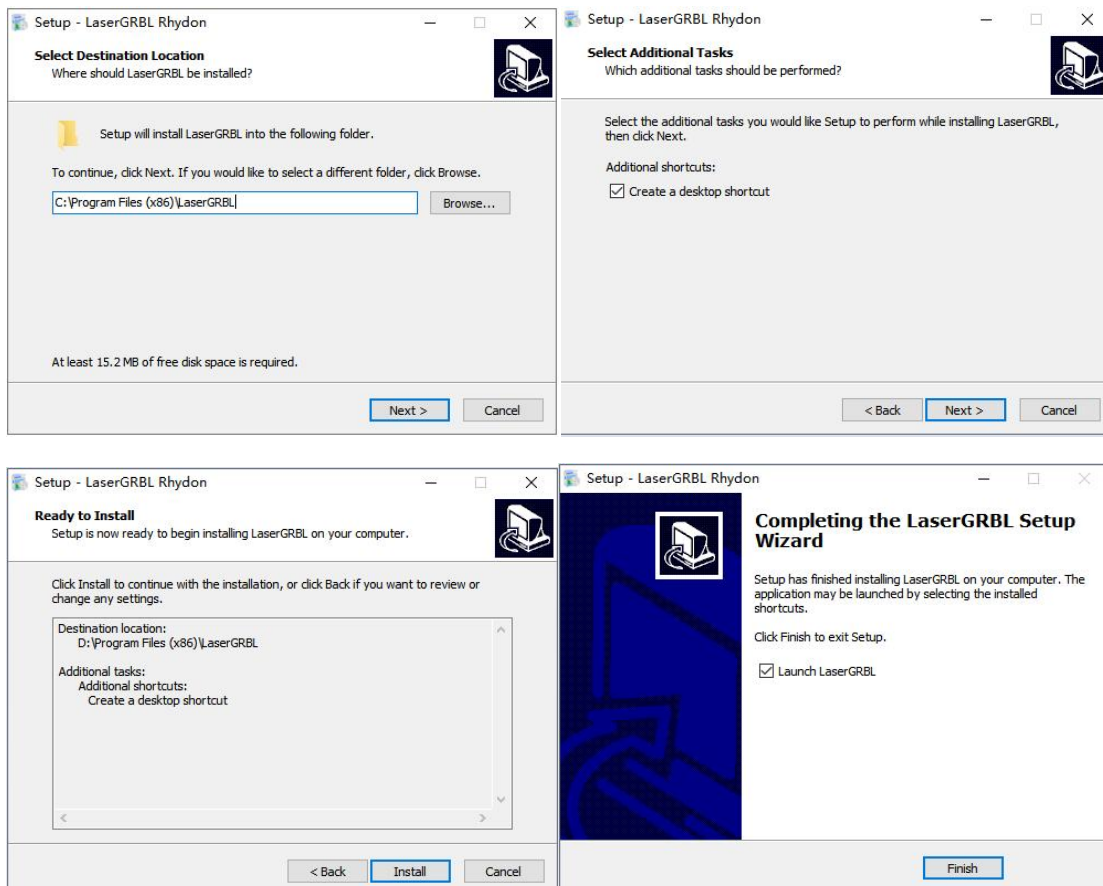 Setup - LaserGRBL Rhydon
Select Destination Location
Where should LaserGRBL be installed?
Setup will install LaserGRBL into the following folder.
To continue, click Next. If you would like to select a different folder, click Browse.
C:\Program Files (x86)\LaserGRBL
Browse...
At least 15.2 MB of free disk space is required.
Next >
Cancel
Setup - LaserGRBL Rhydon
Select Additional Tasks
Which additional tasks should be performed?
Select the additional tasks you would like Setup to perform while installing LaserGRBL,
then click Next.
Additional shortcuts:
Create a desktop shortcut
< Back
Next >
Cancel
Setup - LaserGRBL Rhydon
Ready to Install
Setup is now ready to begin installing LaserGRBL on your computer.
Click Install to continue with the installation, or click Back if you want to review or
change any settings.
Destination location:
D:\Program Files (x86)\LaserGRBL
Additional tasks:
Additional shortcuts:
Create a desktop shortcut
< Back
Install
Cancel
Setup - LaserGRBL Rhydon
Completing the LaserGRBL Setup
Wizard
Setup has finished installing LaserGRBL on your computer. The
application may be launched by selecting the installed
shortcuts.
Click Finish to exit Setup.
Launch LaserGRBL
Finish